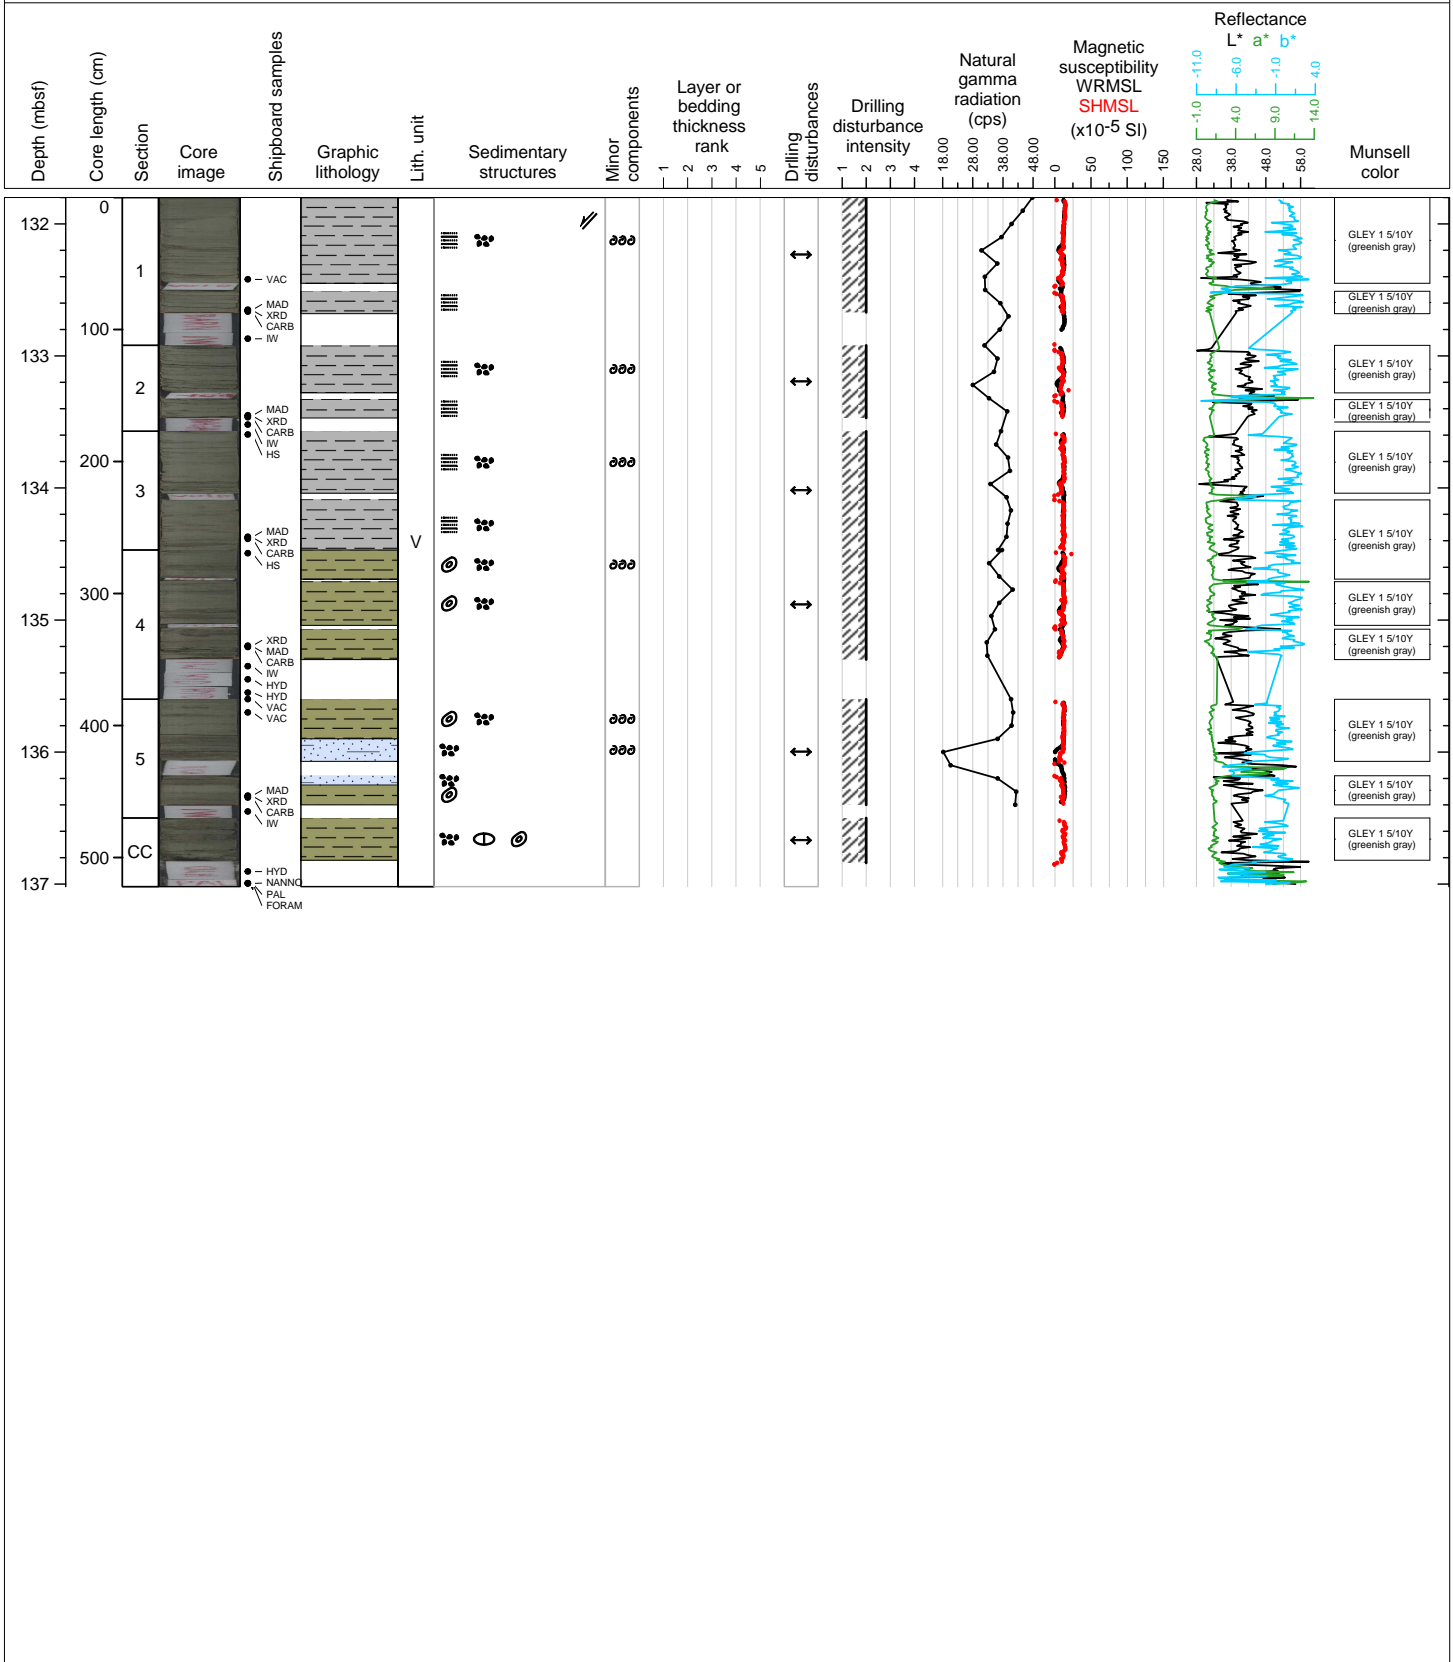 Depth (mbsf)
Core length (cm)
Section
Core
image
Shipboard samples
Graphic
lithology
Lith. unit
Sedimentary
structures
Minor
components
Layer or
bedding
thickness
rank
1 2 3 4 5
Drilling
disturbances
Drilling
disturbance
intensity
1 2 3 4
Natural
gamma
radiation
(cps)
18.00 28.00 38.00 48.00
Magnetic
susceptibility
WRMSL
SHMSL
(x10-5 SI)
0 50 100 150
Reflectance
L* a* b*
-11.0 -6.0 -1.0 4.0
-1.0 4.0 9.0 14.0
28.0 38.0 48.0 58.0
Munsell
color
132
133
134
135
136
137
0
100
200
300
400
500
1
2
3
4
5
CC
VAC
MAD
XRD
CARB
IW
MAD
XRD
CARB
IW
HS
MAD
XRD
CARB
HS
XRD
MAD
CARB
IW
HYD
HYD
VAC
VAC
MAD
XRD
CARB
IW
HYD
NANNO
PAL
FORAM
V
GLEY 1 5/10Y
(greenish gray)
GLEY 1 5/10Y
(greenish gray)
GLEY 1 5/10Y
(greenish gray)
GLEY 1 5/10Y
(greenish gray)
GLEY 1 5/10Y
(greenish gray)
GLEY 1 5/10Y
(greenish gray)
GLEY 1 5/10Y
(greenish gray)
GLEY 1 5/10Y
(greenish gray)
GLEY 1 5/10Y
(greenish gray)
GLEY 1 5/10Y
(greenish gray)
GLEY 1 5/10Y
(greenish gray)